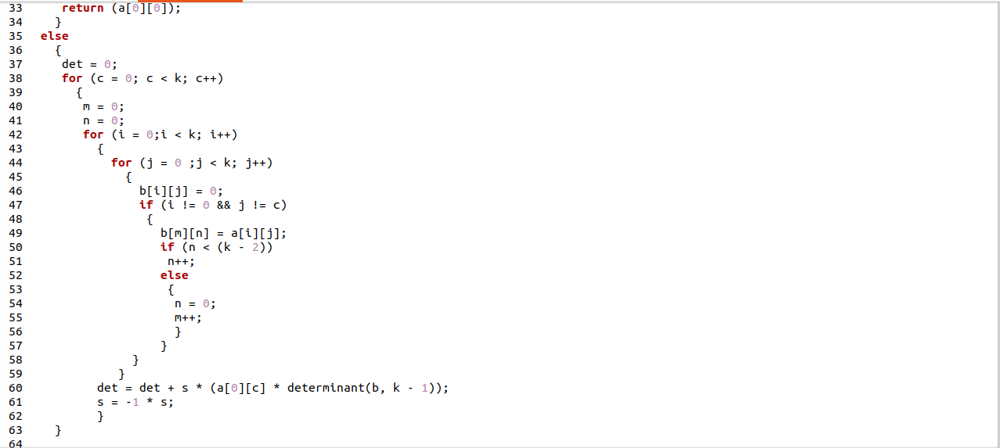 33 return (a[0][0]);
34 }
35 else
36 {
37 det = 0;
38 for (c = 0; c < k; c++)
39 {
40 m = 0;
41 n = 0;
42 for (i = 0;i < k; i++)
43 {
44 for (j = 0 ;j < k; j++)
45 {
46 b[i][j] = 0;
47 if (i != 0 && j != c)
48 {
49 b[m][n] = a[i][j];
50 if (n < (k - 2))
51 n++;
52 else
53 {
54 n = 0;
55 m++;
56 }
57 }
58 }
59 }
60 det = det + s * (a[0][c] * determinant(b, k - 1));
61 s = -1 * s;
62 }
63 }
64